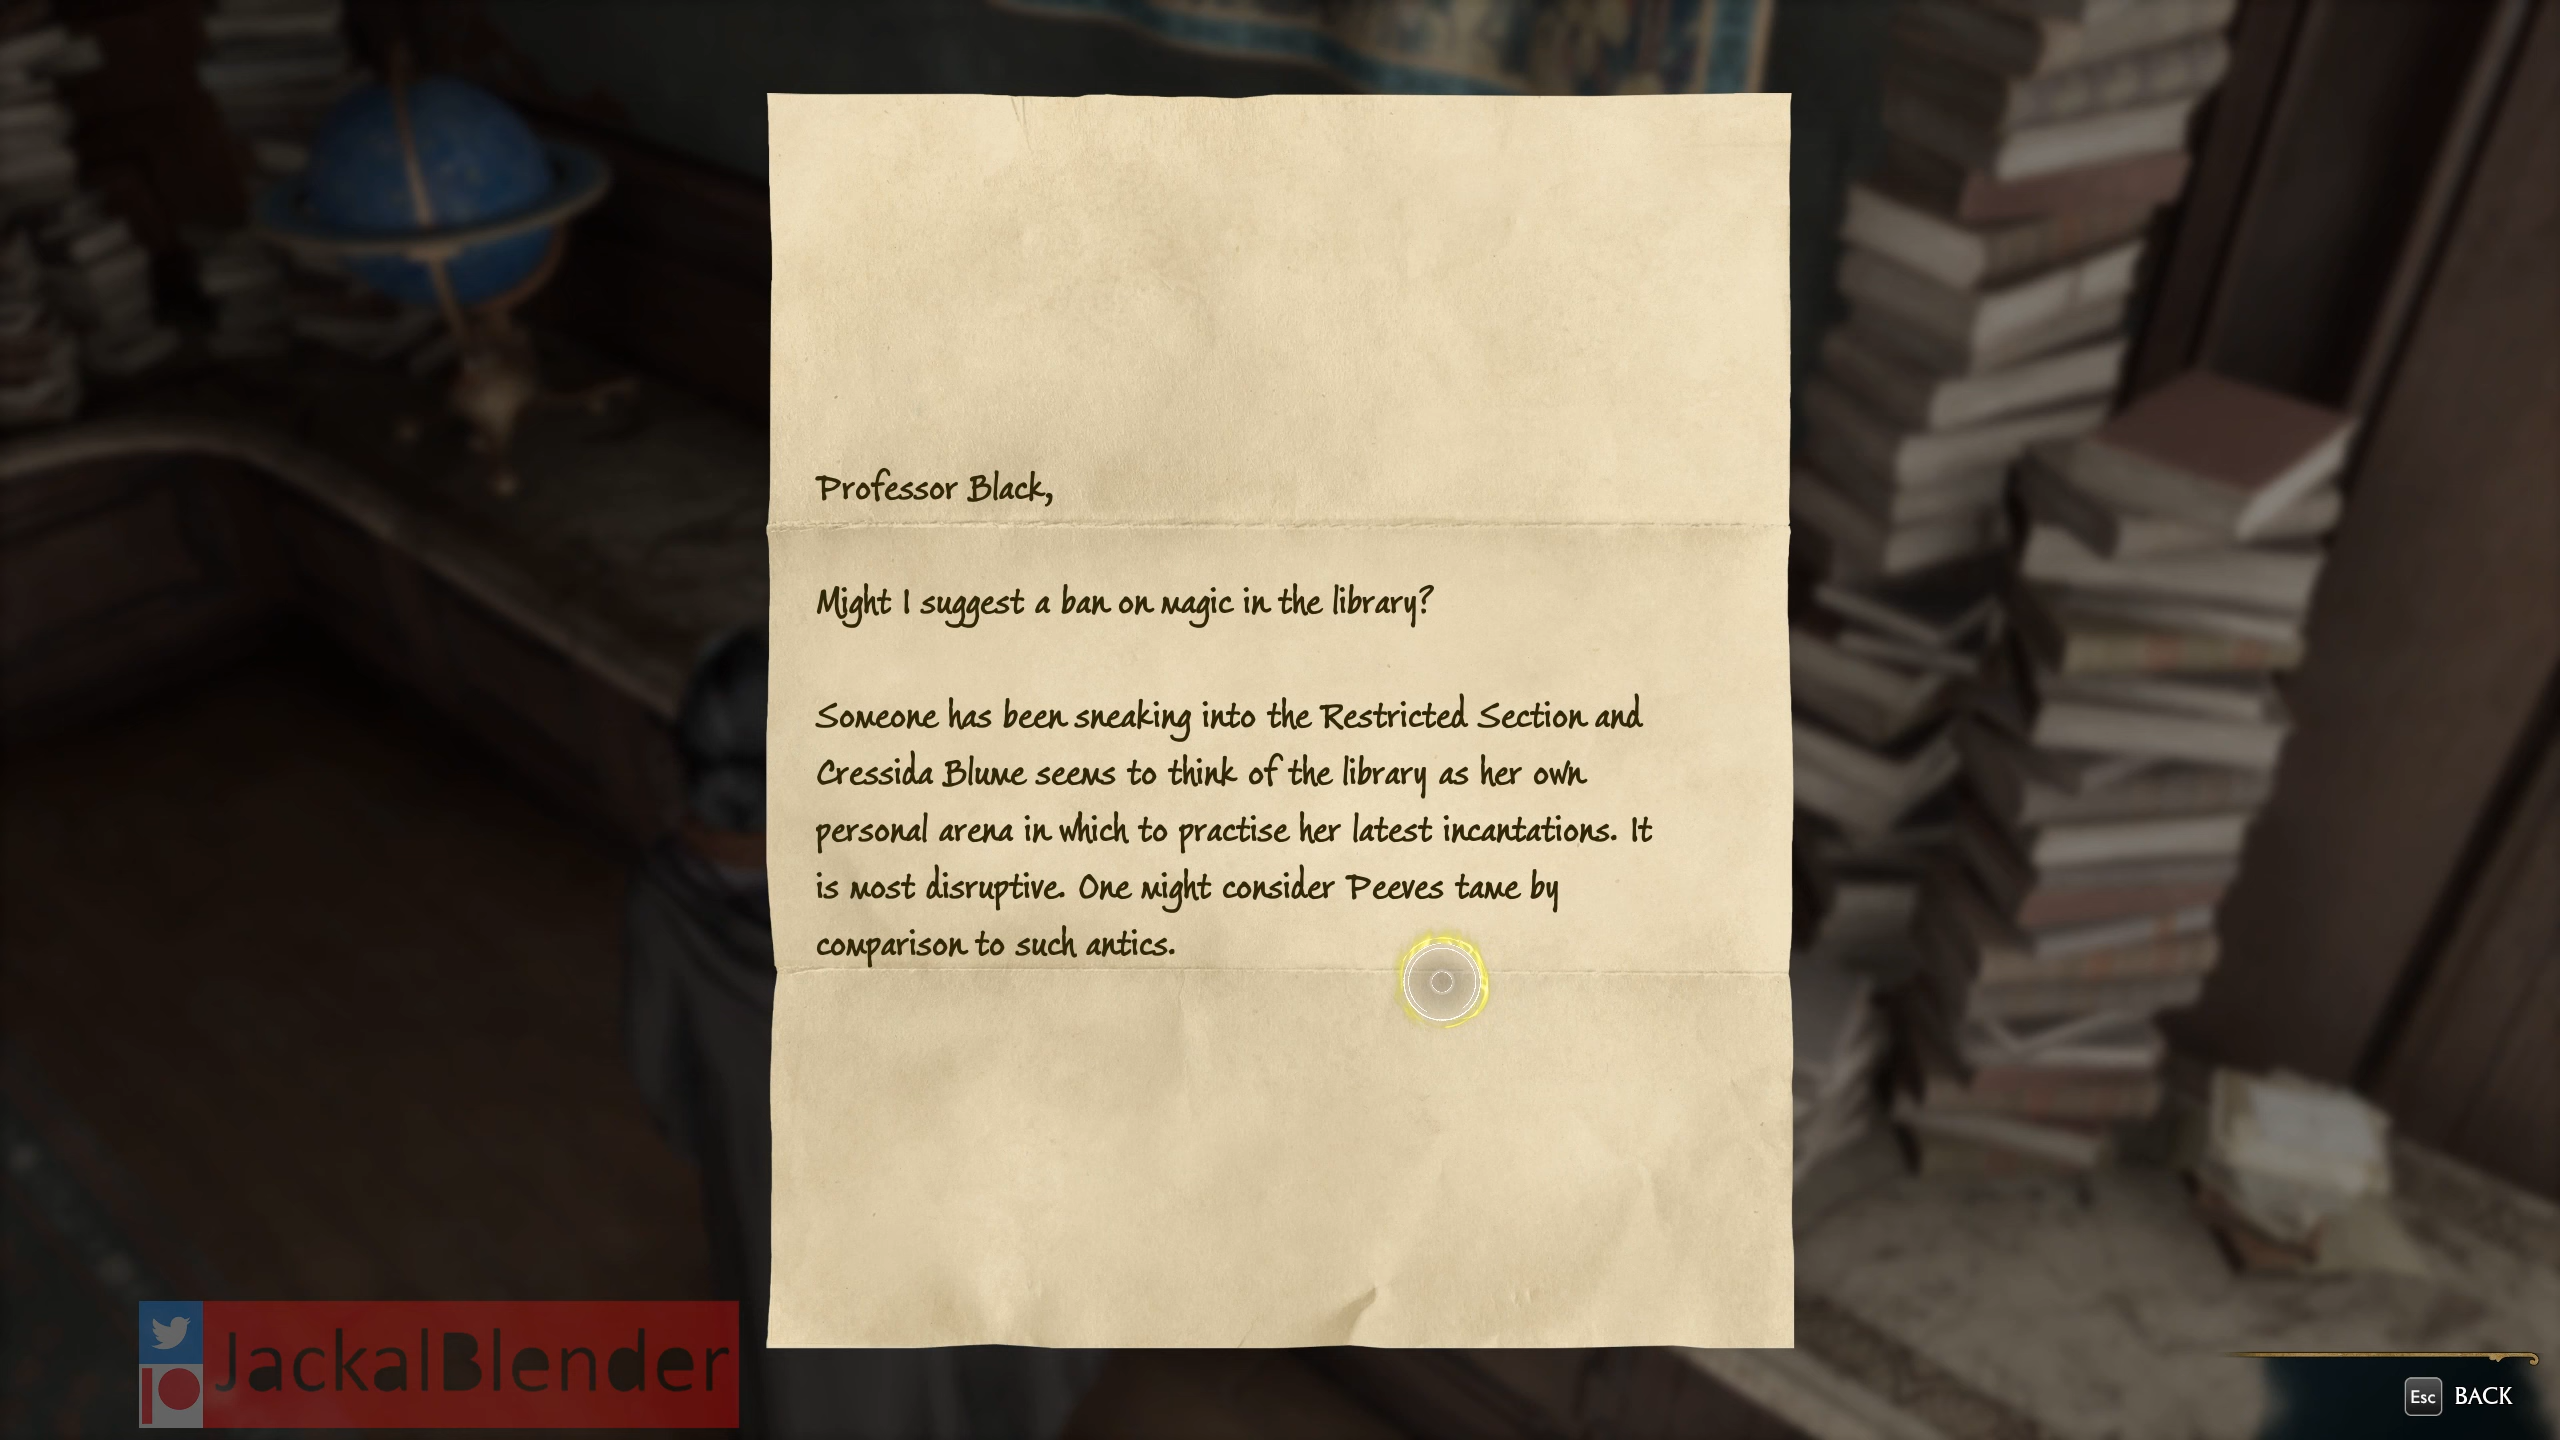 Professor Black,
Might I suggest a ban on magic in the library?
Someone has been sneaking into the Restricted Section and
Cressida Blume seems to think of the library as her own
personal arena in which to practise her latest incantations. It
is most disruptive. One might consider Peeves tame by
comparison to such antics.
JackalBlender
Esc BACK